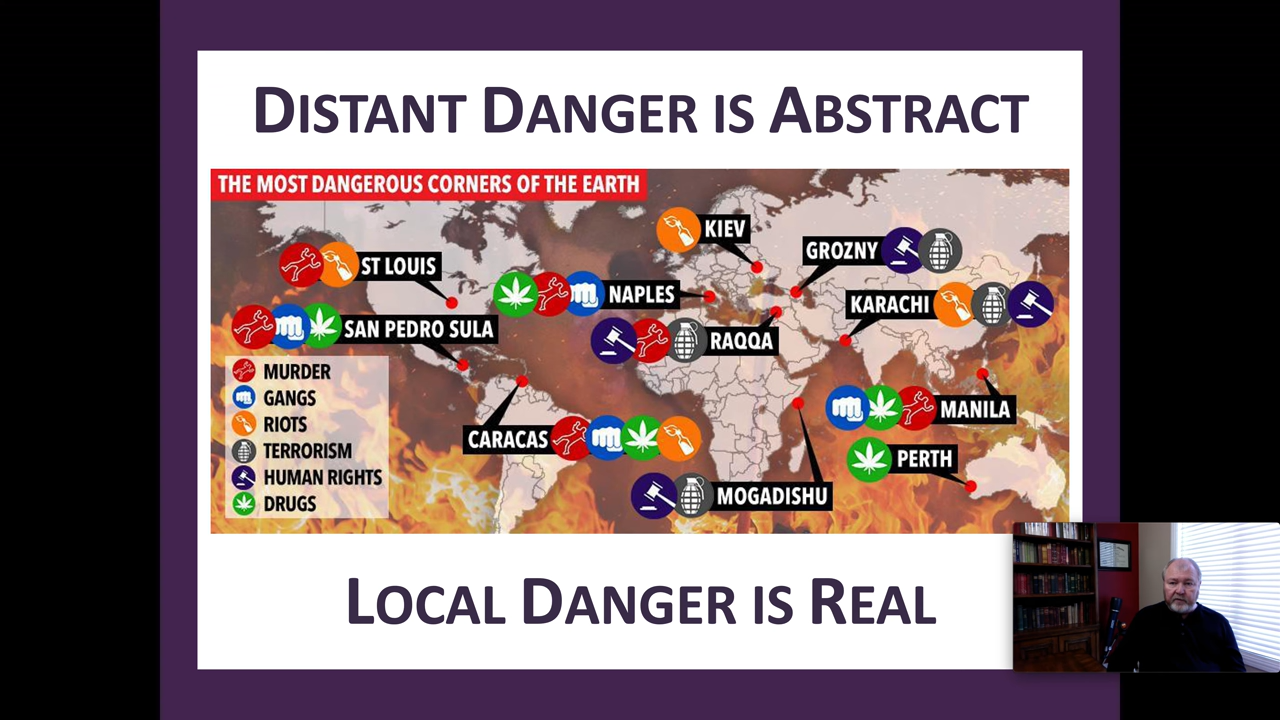 DISTANT DANGER IS ABSTRACT
THE MOST DANGEROUS CORNERS OF THE EARTH
KIEV
GROZNY
ST LOUIS
NAPLES
KARACHI
SAN PEDRO SULA
RAQQA
MURDER
GANGS
RIOTS
TERRORISM
HUMAN RIGHTS
DRUGS
CARACAS
MANILA
PERTH
MOGADISHU
LOCAL DANGER IS REAL